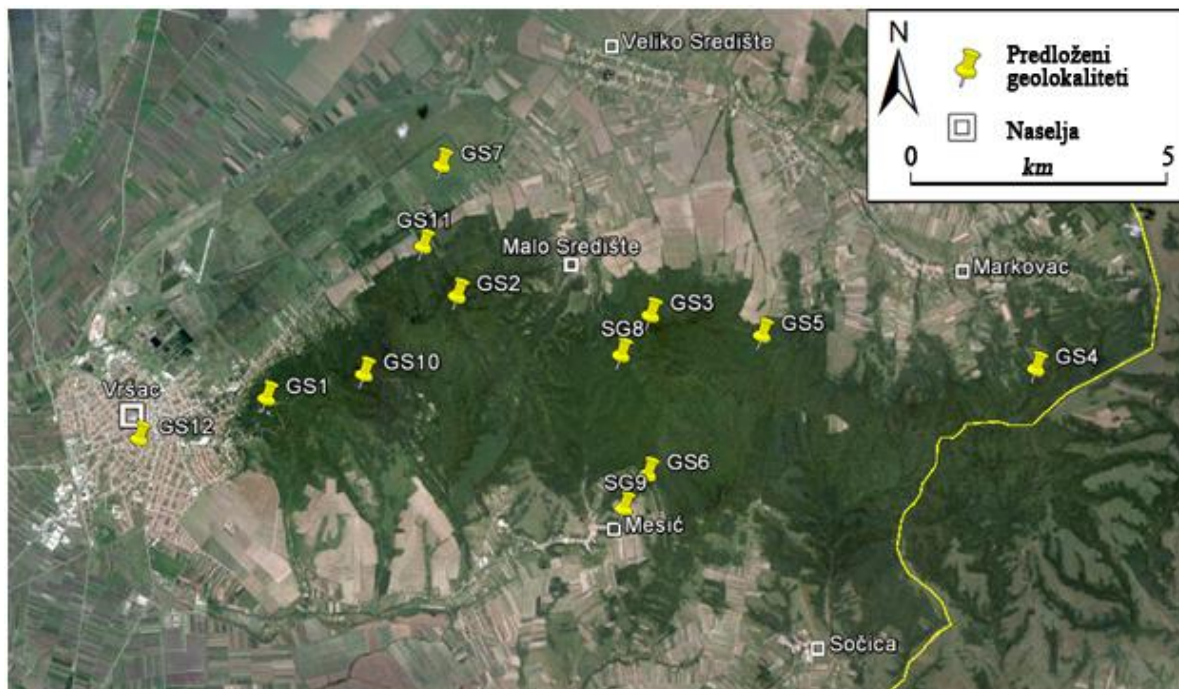 Veliko Središte
N
Predloženi
geolokaliteti
Naselja
0
5
km
GS7
GS11
Malo Središte
GS2
Markovac
GS3
SG8
GS5
GS4
GS10
GS1
Vršac
GS12
GS6
SG9
Mesić
Sočica